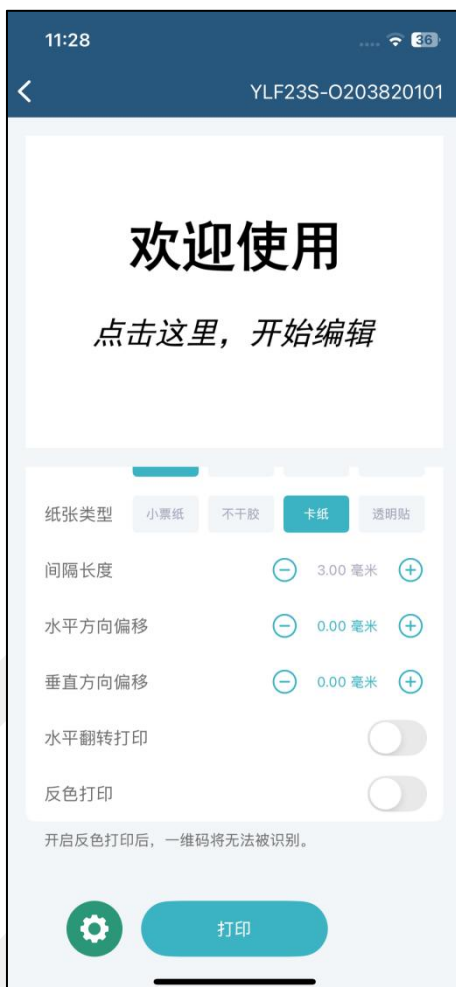 11:28
36
YLF23S-O203820101
欢迎使用
点击这里，开始编辑
纸张类型 小票纸 不干胶 卡纸 透明贴
间隔长度 3.00 毫米
水平方向偏移 0.00 毫米
垂直方向偏移 0.00 毫米
水平翻转打印
反色打印
开启反色打印后，一维码将无法被识别。
打印